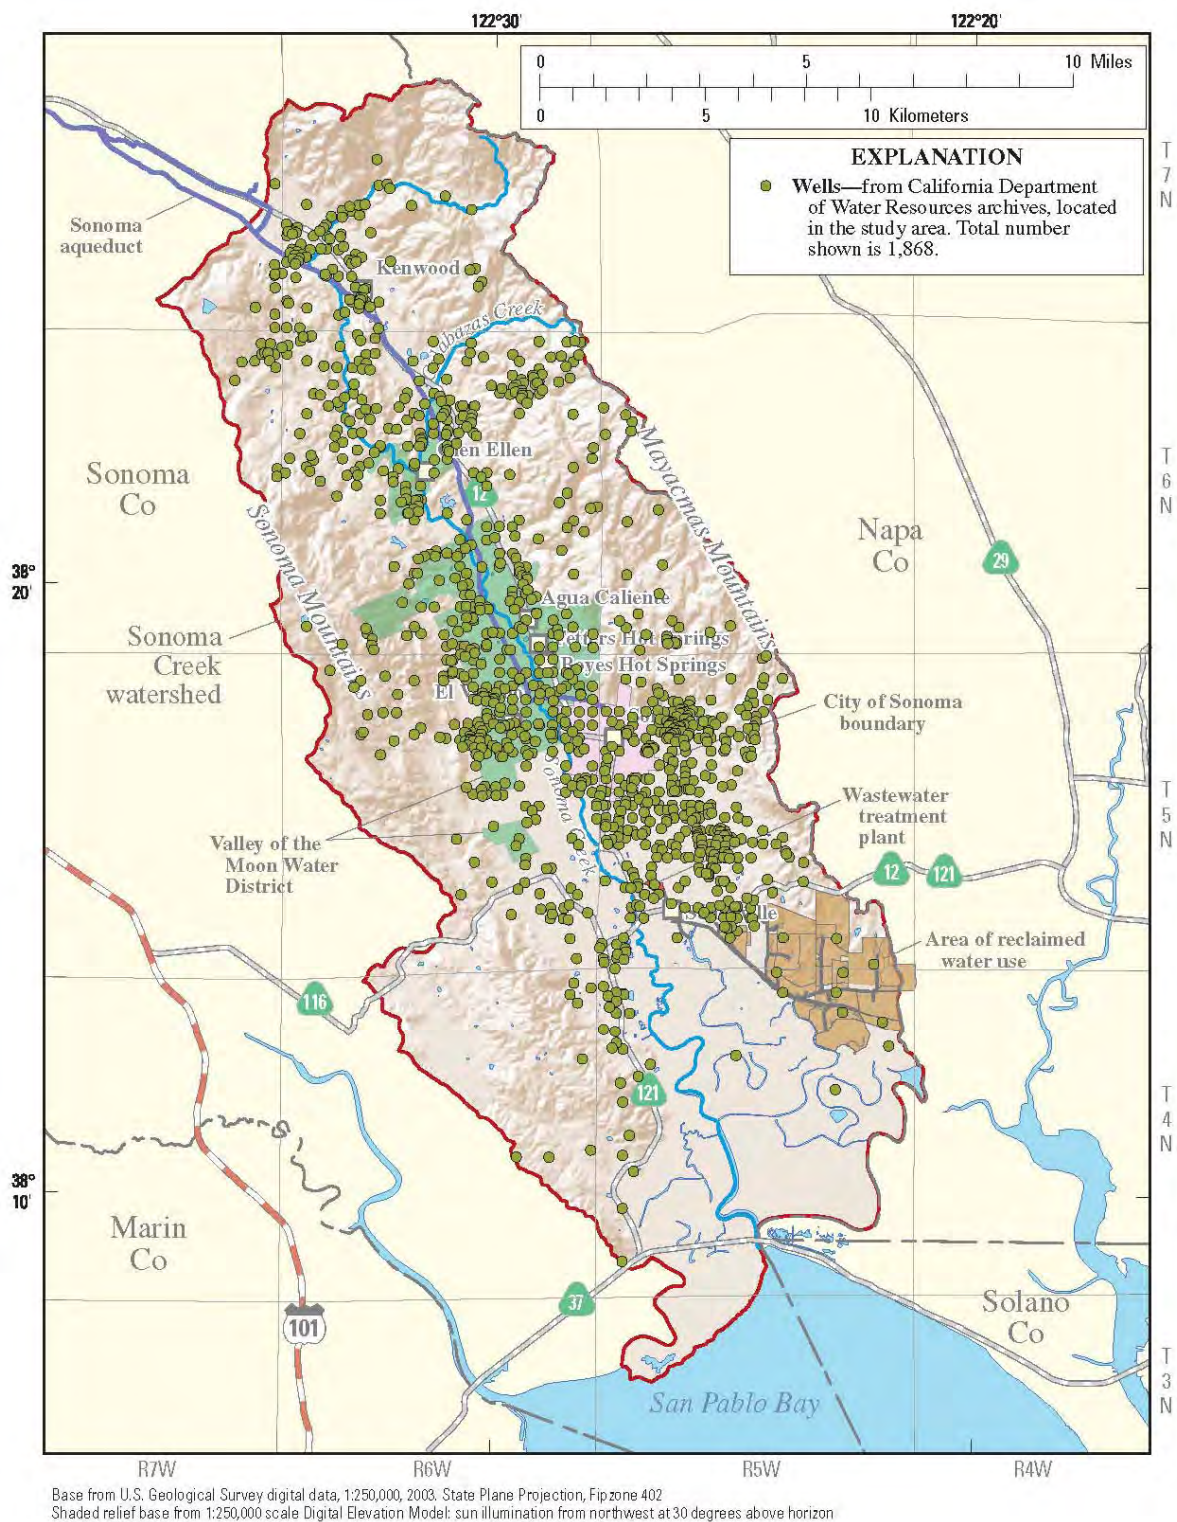 122°30'
122°20'
0 5 10 Miles
0 5 10 Kilometers
EXPLANATION
Wells—from California Department
of Water Resources archives, located
in the study area. Total number
shown is 1,868.
T
7
N
Sonoma
aqueduct
Kenwood
Creek
Ellen
12
Sonoma
Co
Sonoma Mountains
Mayacmas Mountains
Napa
Co
29
T
6
N
38°
20'
Agua Caliente
Hot Springs
Boyes Hot Springs
Sonoma
Creek
watershed
El
City of Sonoma
boundary
Sonoma Creek
Wastewater
treatment
plant
T
5
N
Valley of the
Moon Water
District
12
121
Area of reclaimed
water use
116
121
T
4
N
38°
10'
Marin
Co
101
37
Solano
Co
San Pablo Bay
T
3
N
R7W
R6W
R5W
R4W
Base from U.S. Geological Survey digital data, 1:250,000, 2003. State Plane Projection, Fipzone 402
Shaded relief base from 1:250,000 scale Digital Elevation Model: sun illumination from northwest at 30 degrees above horizon